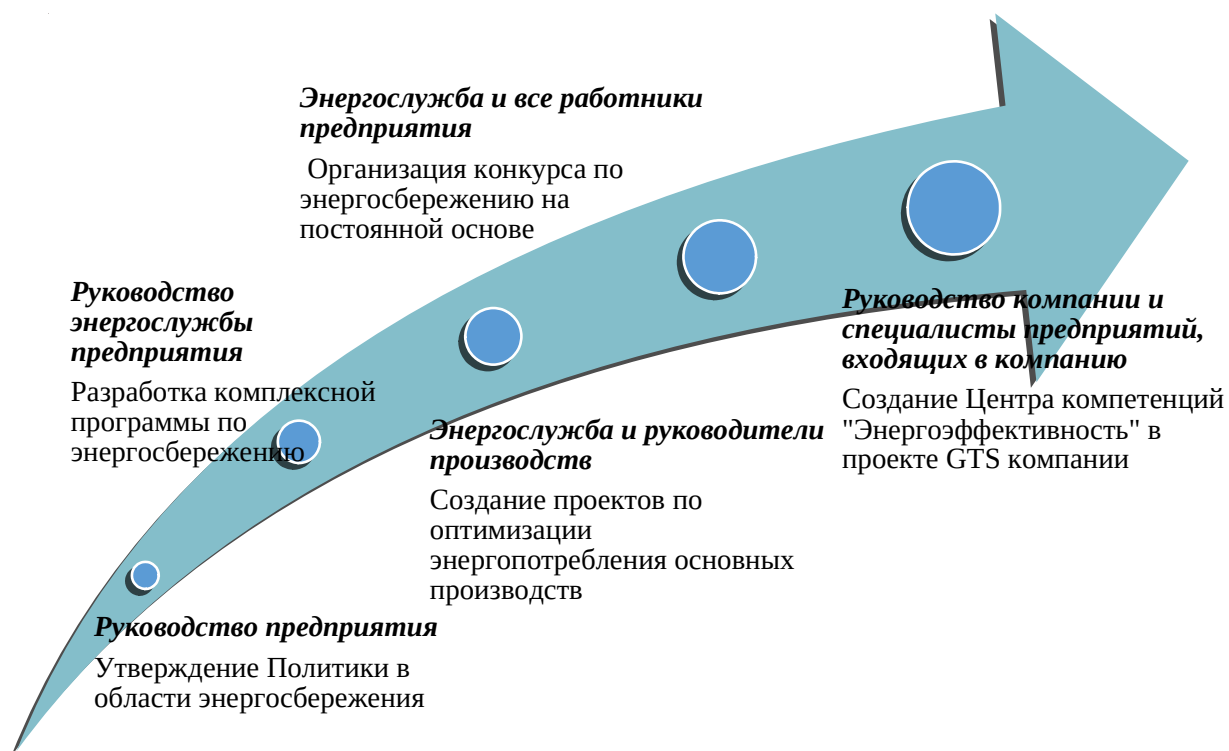 Энергослужба и все работники
предприятия
Организация конкурса по
энергосбережению на
постоянной основе
Руководство
энергослужбы
предприятия
Разработка комплексной
программы по
энергосбережению
Руководство компании и
специалисты предприятий,
входящих в компанию
Создание Центра компетенций
"Энергоэффективность" в
проекте GTS компании
Энергослужба и руководители
производств
Создание проектов по
оптимизации
энергопотребления основных
производств
Руководство предприятия
Утверждение Политики в
области энергосбережения